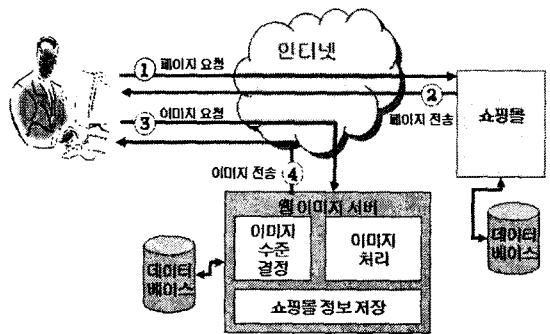 인터넷
1 페이지 요청
2
페이지 전송
3 이미지 요청
이미지 전송 4
쇼핑몰
데이터
베이스
웹 이미지 서버
이미지
수준
결정
이미지
처리
쇼핑몰 정보 저장
데이터
베이스